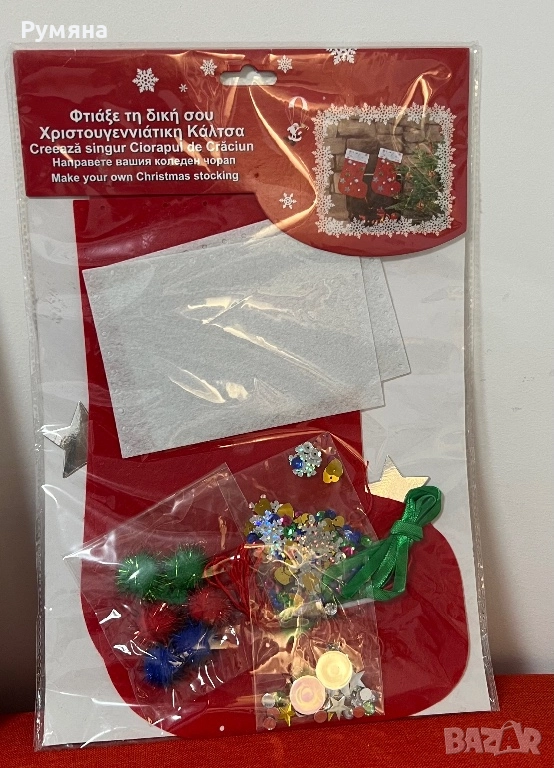 Румяна
Φτιάξε τη δική σου
Χριστουγεννιάτικη Κάλτσα
Creează singur Ciorapul de Crăciun
Направете вашия коледен чорап
Make your own Christmas stocking
BAZAR